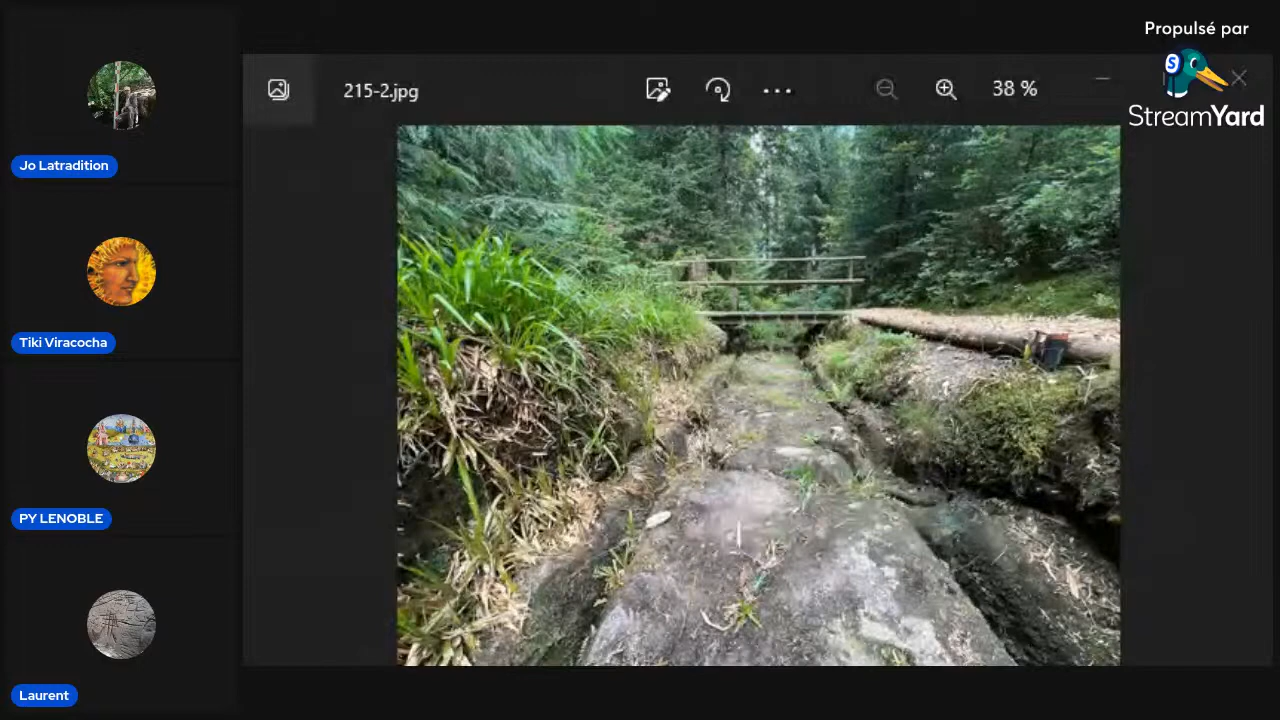 Propulsé par
StreamYard
215-2.jpg
38 %
Jo Latradition
Tiki Viracocha
PY LENOBLE
Laurent